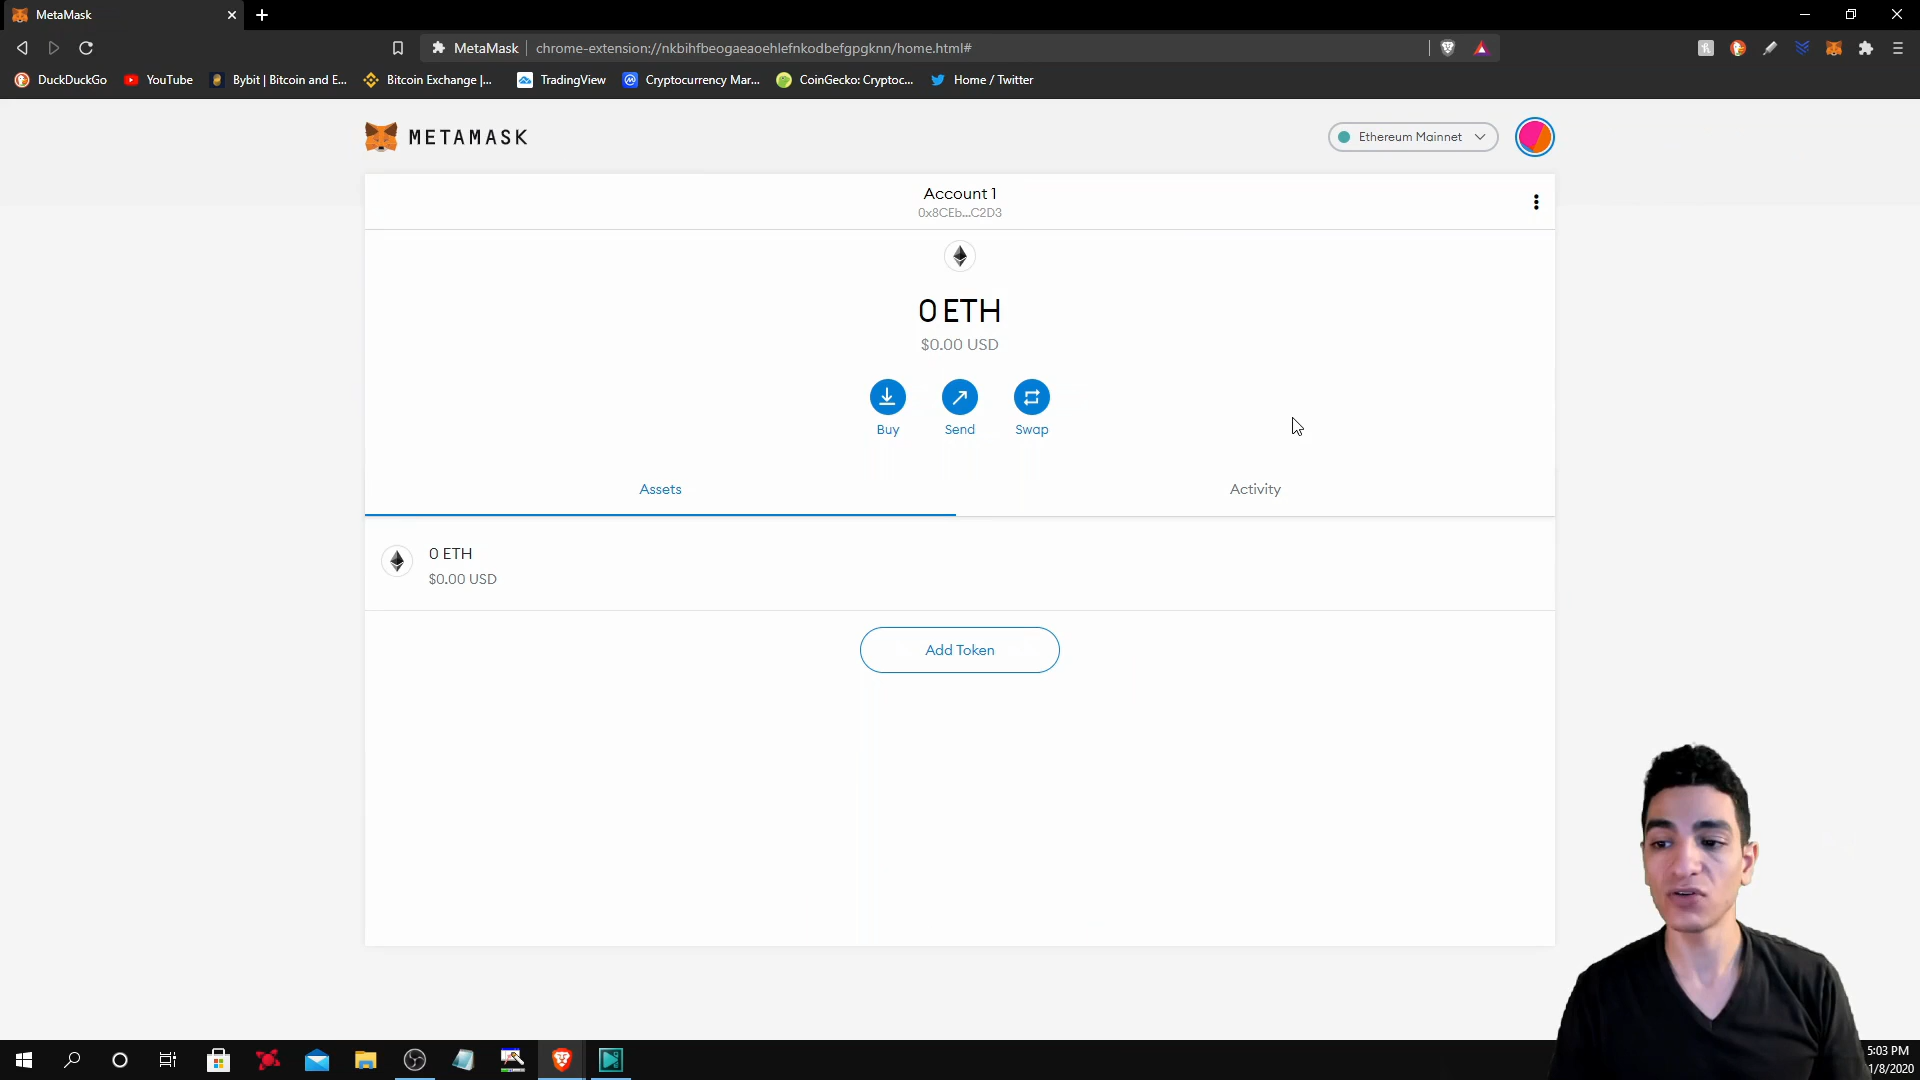 MetaMask
MetaMask
chrome-extension://nkbihfbeogaeaoehlefnkodbefgpgknn/home.html#
DuckDuckGo
YouTube
Bybit | Bitcoin and E...
Bitcoin Exchange |...
TradingView
Cryptocurrency Mar...
CoinGecko: Cryptoc...
Home / Twitter
METAMASK
Ethereum Mainnet
Account 1
0x8CEb...C2D3
0 ETH
$0.00 USD
Buy
Send
Swap
Assets
Activity
0 ETH
$0.00 USD
Add Token
5:03 PM
1/8/2020